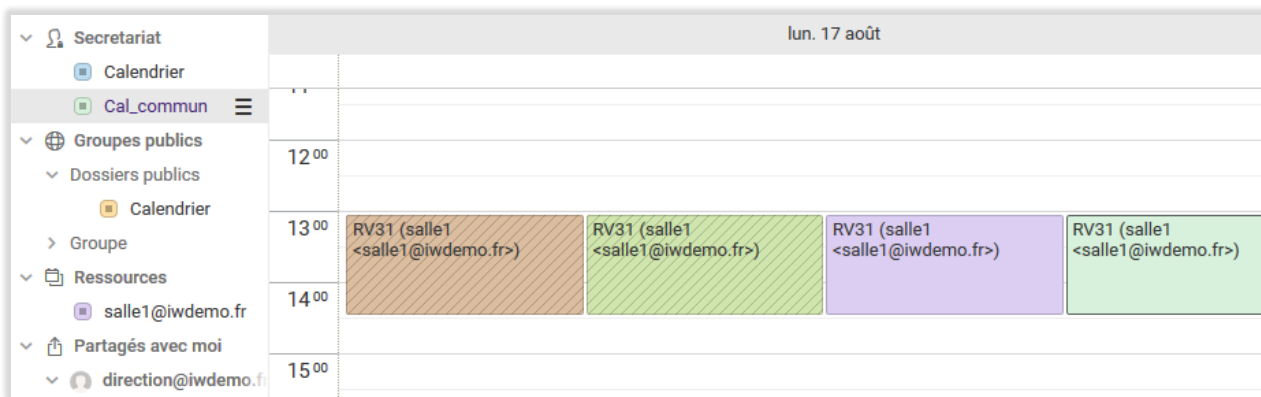 Secretariat
Calendrier
Cal_commun
Groupes publics
Dossiers publics
Calendrier
Groupe
Ressources
salle1@iwdemo.fr
Partagés avec moi
direction@iwdemo.f
lun. 17 août
12 00
13 00
14 00
15 00
RV31 (salle1
<salle1@iwdemo.fr>)
RV31 (salle1
<salle1@iwdemo.fr>)
RV31 (salle1
<salle1@iwdemo.fr>)
RV31 (salle1
<salle1@iwdemo.fr>)